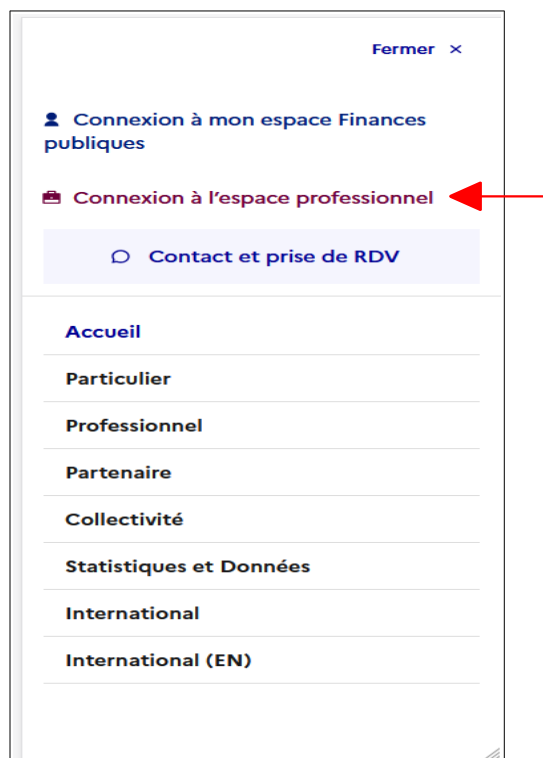 Fermer ×
Connexion à mon espace Finances
publiques
Connexion à l'espace professionnel
Contact et prise de RDV
Accueil
Particulier
Professionnel
Partenaire
Collectivité
Statistiques et Données
International
International (EN)